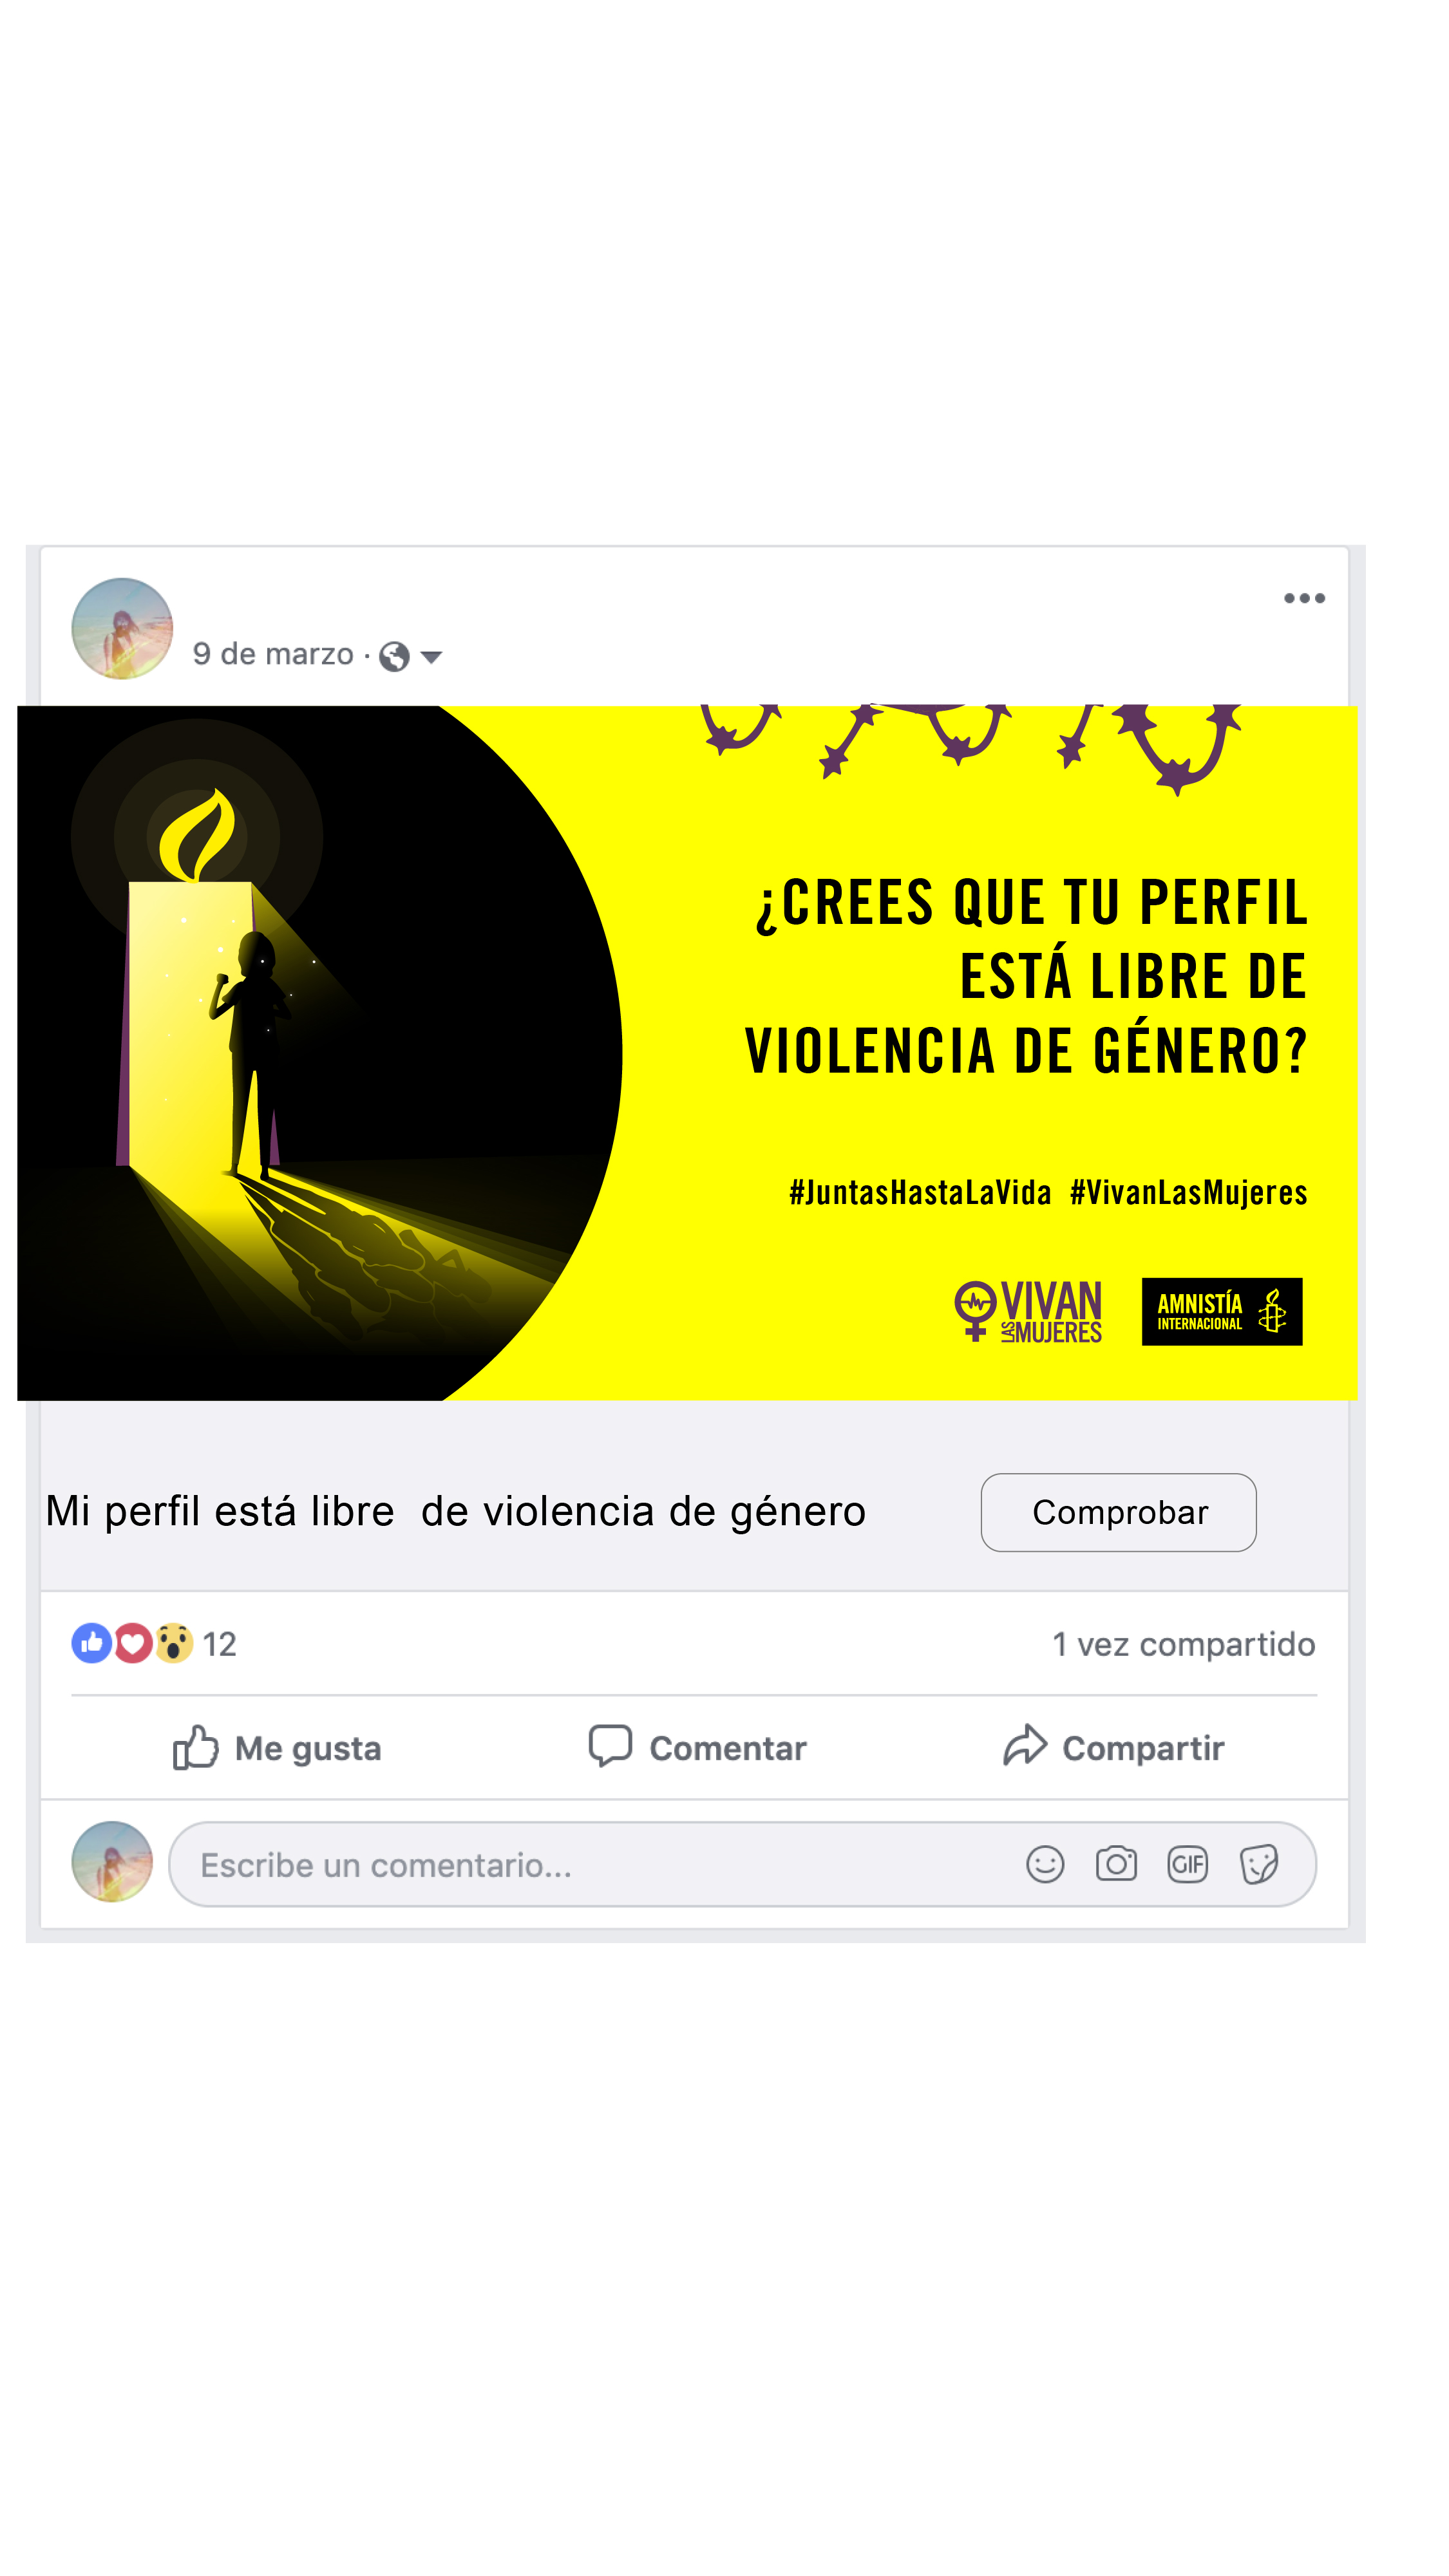 9 de marzo ·
¿CREES QUE TU PERFIL
ESTÁ LIBRE DE
VIOLENCIA DE GÉNERO?
#JuntasHastaLaVida #VivanLasMujeres
VIVAN
LAS MUJERES
AMNISTÍA
INTERNACIONAL
Mi perfil está libre de violencia de género
Comprobar
12
1 vez compartido
Me gusta
Comentar
Compartir
Escribe un comentario...
GIF